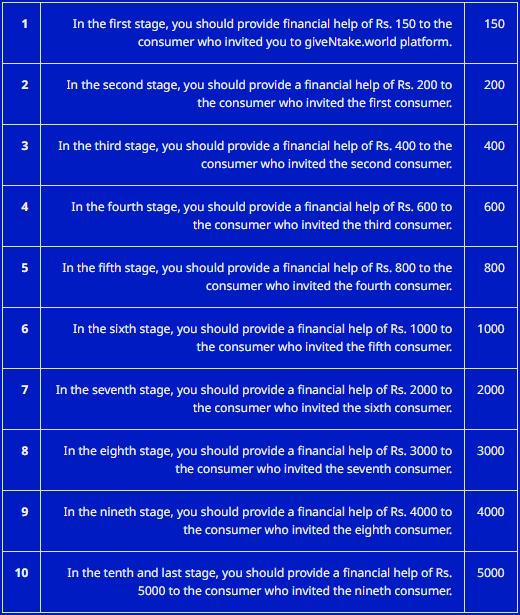 1 In the first stage, you should provide financial help of Rs. 150 to the 150
consumer who invited you to giveNtake.world platform.
2 In the second stage, you should provide a financial help of Rs. 200 to 200
the consumer who invited the first consumer.
3 In the third stage, you should provide a financial help of Rs. 400 to the 400
consumer who invited the second consumer.
4 In the fourth stage, you should provide a financial help of Rs. 600 to 600
the consumer who invited the third consumer.
5 In the fifth stage, you should provide a financial help of Rs. 800 to the 800
consumer who invited the fourth consumer.
6 In the sixth stage, you should provide a financial help of Rs. 1000 to 1000
the consumer who invited the fifth consumer.
7 In the seventh stage, you should provide a financial help of Rs. 2000 to 2000
the consumer who invited the sixth consumer.
8 In the eighth stage, you should provide a financial help of Rs. 3000 to 3000
the consumer who invited the seventh consumer.
9 In the nineth stage, you should provide a financial help of Rs. 4000 to 4000
the consumer who invited the eighth consumer.
10 In the tenth and last stage, you should provide a financial help of Rs. 5000
5000 to the consumer who invited the nineth consumer.